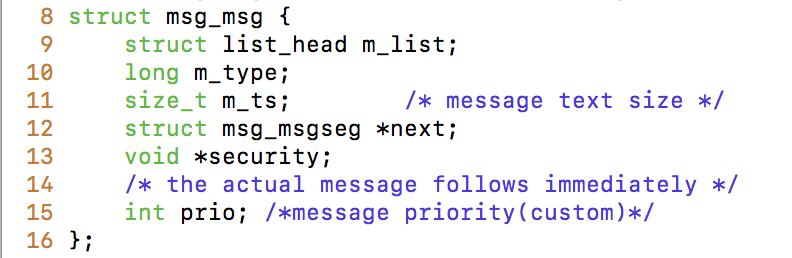 8 struct msg_msg {
9     struct list_head m_list;
10     long m_type;
11     size_t m_ts;        /* message text size */
12     struct msg_msgseg *next;
13     void *security;
14     /* the actual message follows immediately */
15     int prio; /*message priority(custom)*/
16 };